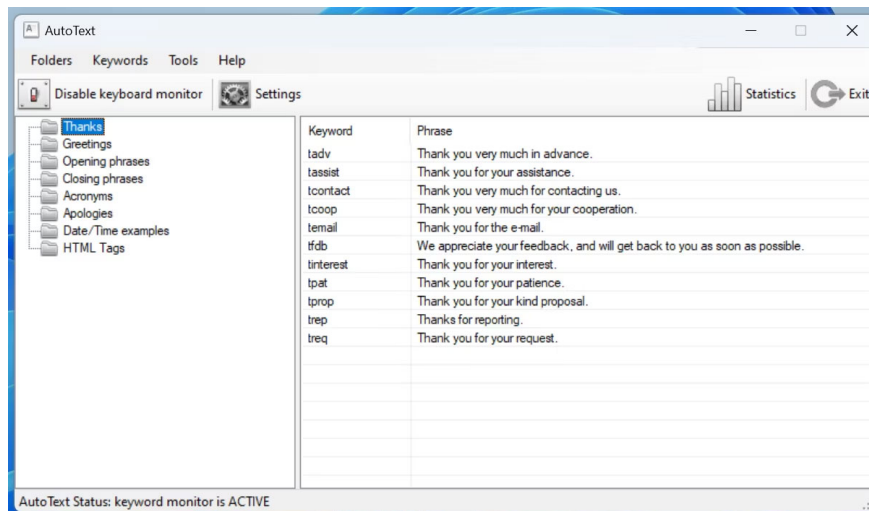 AutoText
Folders Keywords Tools Help
Disable keyboard monitor Settings Statistics Exit
Thanks
Greetings
Opening phrases
Closing phrases
Acronyms
Apologies
Date/Time examples
HTML Tags
Keyword Phrase
tadv Thank you very much in advance.
tassist Thank you for your assistance.
tcontact Thank you very much for contacting us.
tcoop Thank you very much for your cooperation.
temail Thank you for the e-mail.
tfdb We appreciate your feedback, and will get back to you as soon as possible.
tinterest Thank you for your interest.
tpat Thank you for your patience.
tprop Thank you for your kind proposal.
trep Thanks for reporting.
treq Thank you for your request.
AutoText Status: keyword monitor is ACTIVE